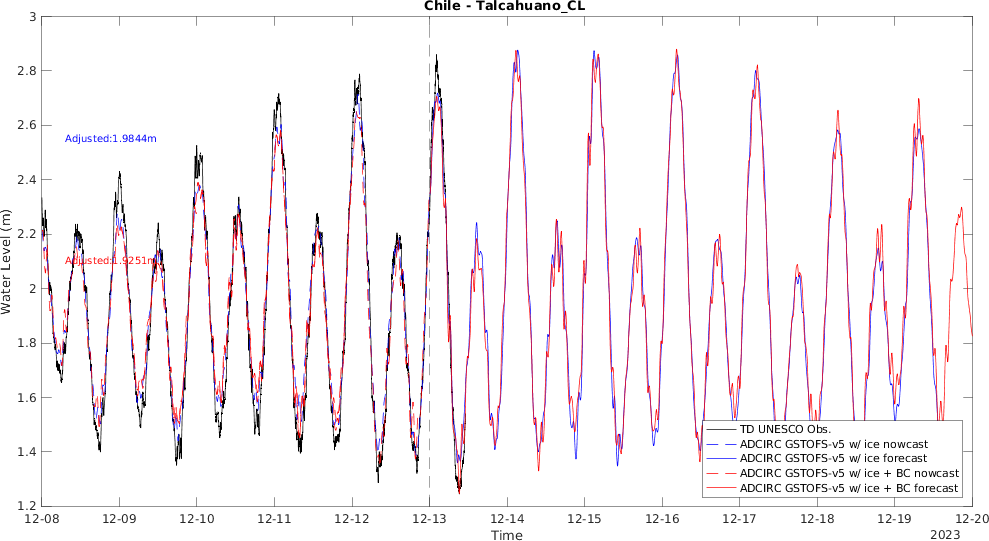 Chile - Talcahuano_CL
3
2.8
2.6
2.4
2.2
2
1.8
1.6
1.4
1.2
Water Level (m)
Adjusted:1.9844m
Adjusted:1.9251m
TD UNESCO Obs.
ADCIRC GSTOFS-v5 w/ ice nowcast
ADCIRC GSTOFS-v5 w/ ice forecast
ADCIRC GSTOFS-v5 w/ ice + BC nowcast
ADCIRC GSTOFS-v5 w/ ice + BC forecast
12-08 12-09 12-10 12-11 12-12 12-13 12-14 12-15 12-16 12-17 12-18 12-19 12-20
Time
2023